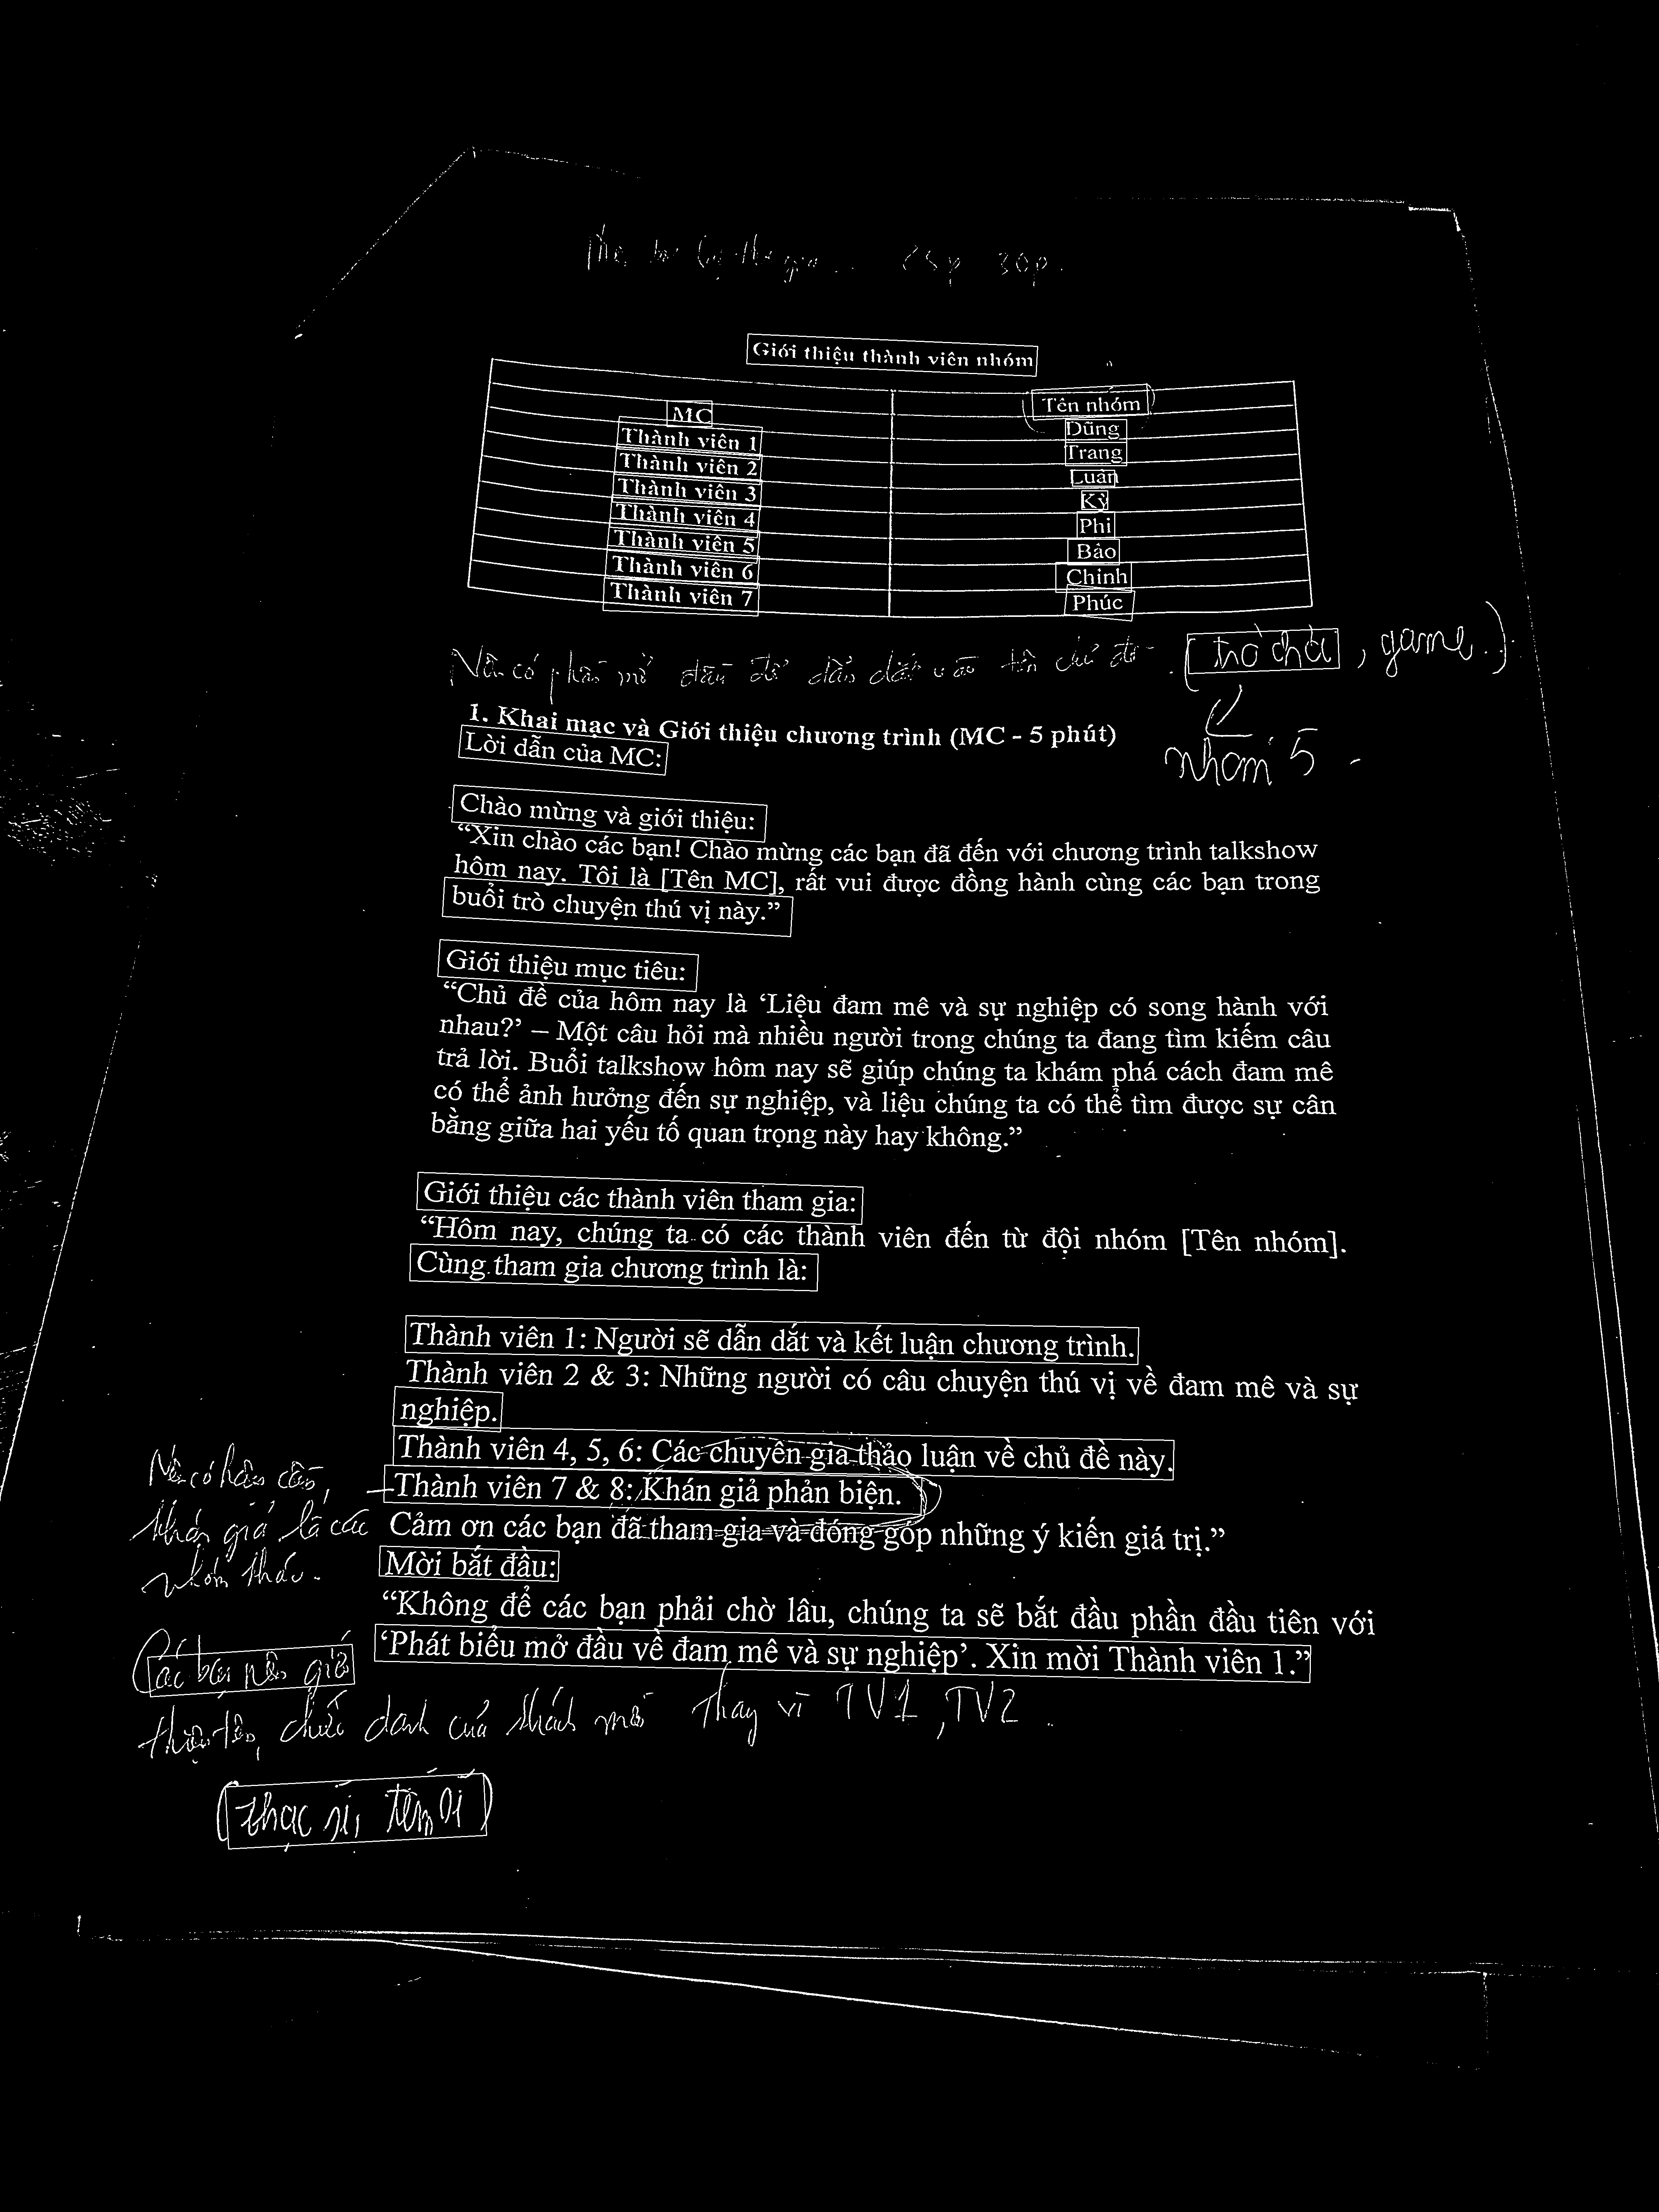 25p 30p.
Giới thiệu thành viên nhóm
Tên nhóm
MC Dũng
Thành viên 1 Trang
Thành viên 2 Luân
Thành viên 3 Kỳ
Thành viên 4 Phi
Thành viên 5 Bảo
Thành viên 6 Chinh
Thành viên 7 Phúc
Nên có phần mở đầu để dẫn dắt vào tên chủ đề. (trò chơi, game..).
nhóm 5
1. Khai mạc và Giới thiệu chương trình (MC - 5 phút)
Lời dẫn của MC:
Chào mừng và giới thiệu:
“Xin chào các bạn! Chào mừng các bạn đã đến với chương trình talkshow
hôm nay. Tôi là [Tên MC], rất vui được đồng hành cùng các bạn trong
buổi trò chuyện thú vị này.”
Giới thiệu mục tiêu:
“Chủ đề của hôm nay là ‘Liệu đam mê và sự nghiệp có song hành với
nhau?’ – Một câu hỏi mà nhiều người trong chúng ta đang tìm kiếm câu
trả lời. Buổi talkshow hôm nay sẽ giúp chúng ta khám phá cách đam mê
có thể ảnh hưởng đến sự nghiệp, và liệu chúng ta có thể tìm được sự cân
bằng giữa hai yếu tố quan trọng này hay không.”
Giới thiệu các thành viên tham gia:
“Hôm nay, chúng ta có các thành viên đến từ đội nhóm [Tên nhóm].
Cùng tham gia chương trình là:
Thành viên 1: Người sẽ dẫn dắt và kết luận chương trình.
Thành viên 2 & 3: Những người có câu chuyện thú vị về đam mê và sự
nghiệp.
Thành viên 4, 5, 6: Các chuyên gia thảo luận về chủ đề này.
Thành viên 7 & 8: Khán giả phản biện.
Cảm ơn các bạn đã tham gia và đóng góp những ý kiến giá trị.”
Mời bắt đầu:
“Không để các bạn phải chờ lâu, chúng ta sẽ bắt đầu phần đầu tiên với
‘Phát biểu mở đầu về đam mê và sự nghiệp’. Xin mời Thành viên 1.”
Nên có
khán giả là các
nhóm khác.
Các bạn nên giới
thiệu tên, chức danh của khách mời thay vì TV1, TV2.
(thạc sĩ, tiến sĩ)